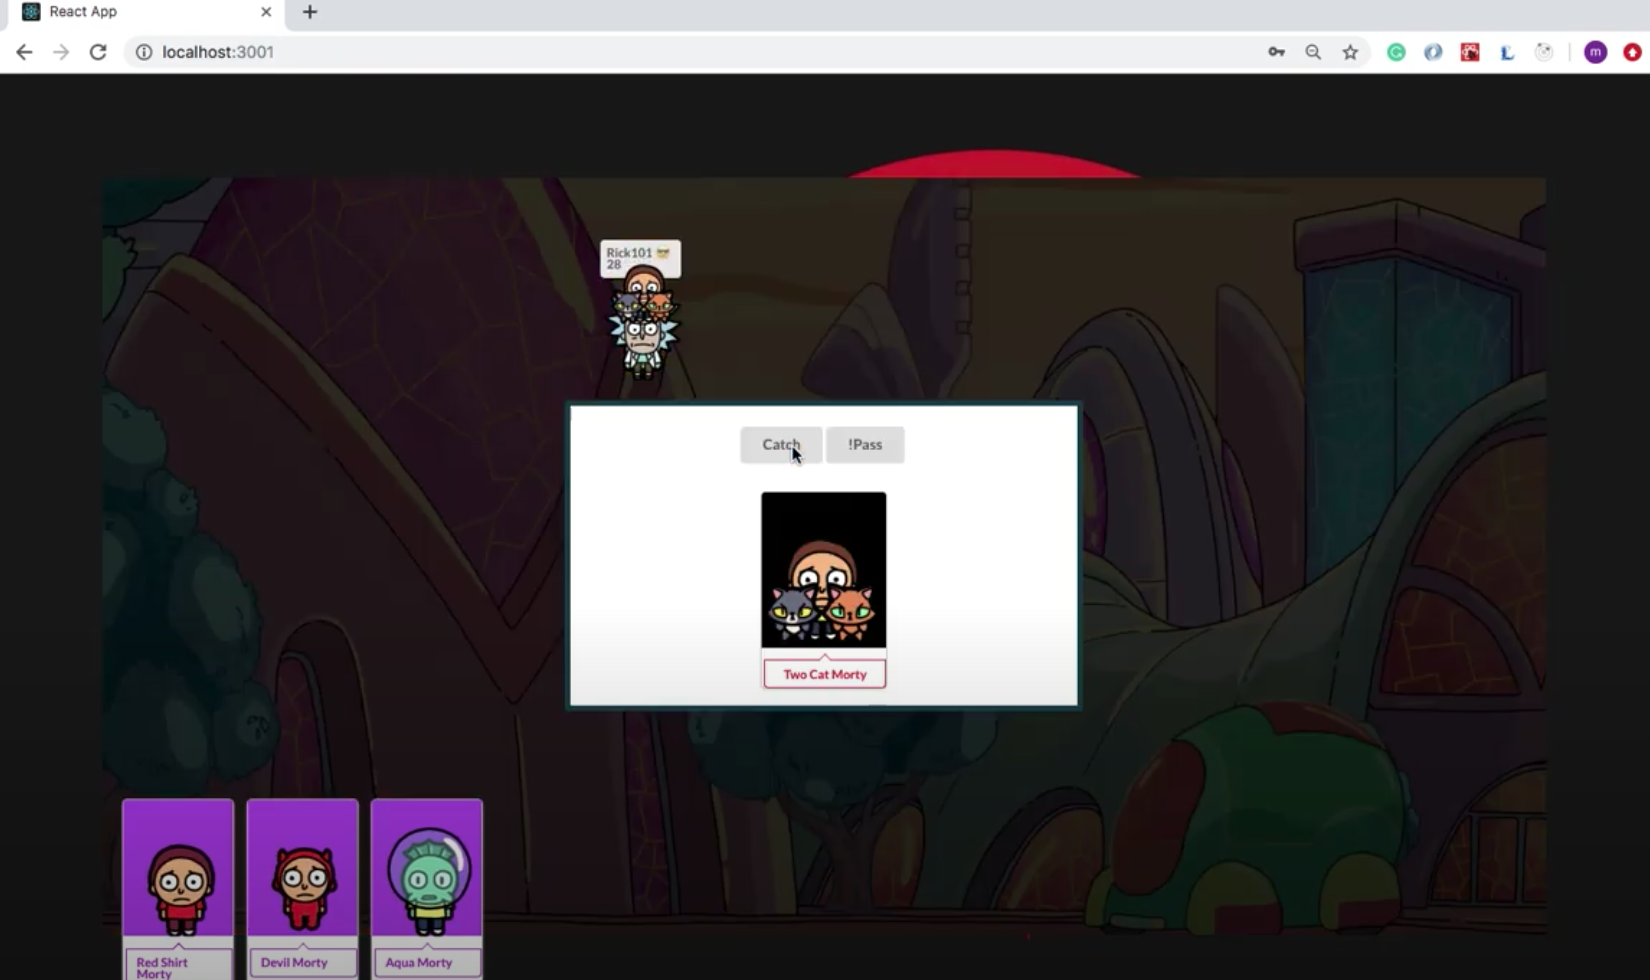 React App
localhost:3001
m
Rick101
28
Catch
!Pass
Two Cat Morty
Red Shirt
Morty
Devil Morty
Aqua Morty